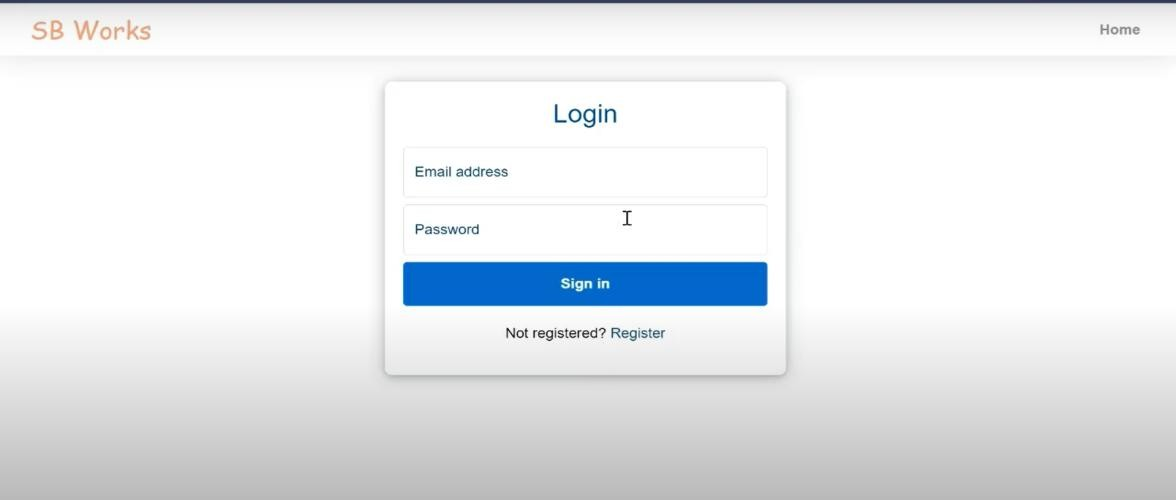 SB Works
Home
Login
Email address
Password
Sign in
Not registered? Register